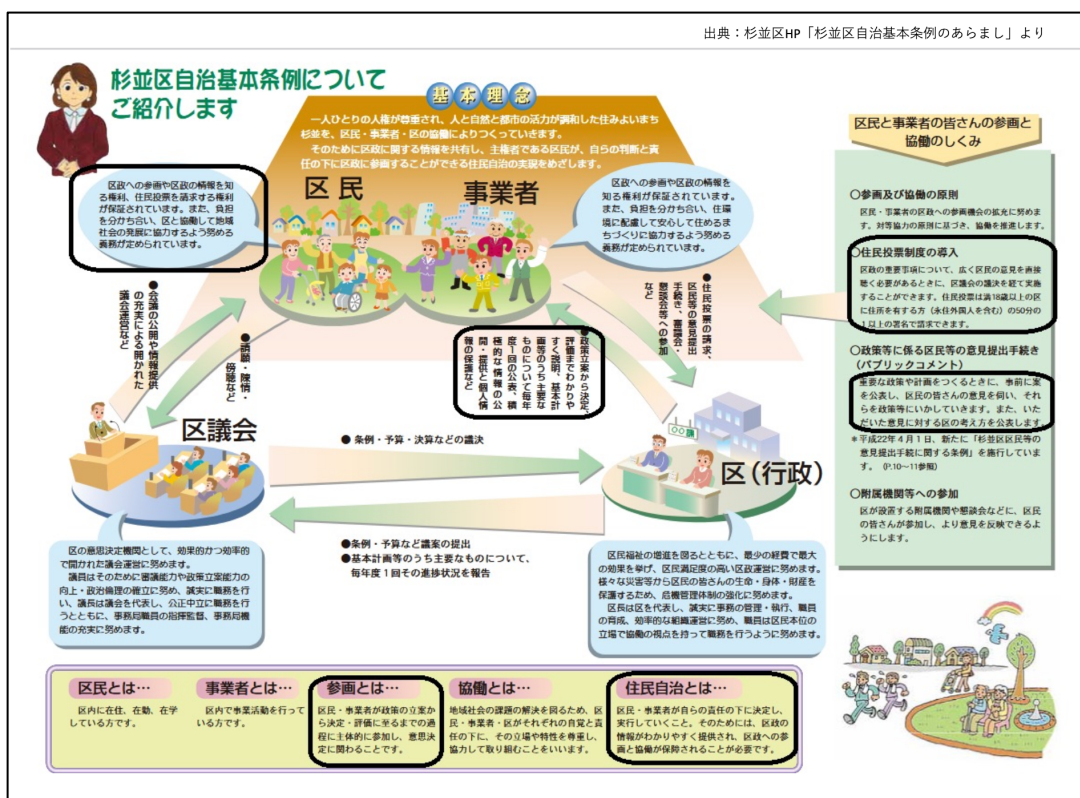 出典：杉並区HP「杉並区自治基本条例のあらまし」より
杉並区自治基本条例について
ご紹介します
基本理念
一人ひとりの人権が尊重され、人と自然と都市の活力が調和した住みよいまち
杉並を、区民・事業者・区の協働によりつくっていきます。
そのために区政に関する情報を共有し、主権者である区民が、自らの判断と責
任の下に区政に参画することができる住民自治の実現をめざします。
区民
事業者
区政への参画や区政の情報を知
る権利、住民投票を請求する権利
が保証されています。また、負担
を分かち合い、区と協働して地域
社会の発展に協力するよう努める
義務が定められています。
区政への参画や区政の情報を
知る権利が保証されています。
また、負担を分かち合い、住環
境に配慮して安心して住めるま
ちづくりに協力するよう努める
義務が定められています。
●会議の公開や情報提供
の充実による開かれた
議会運営など
●請願・陳情・
傍聴など
●政策立案から決定、
評価までわかりや
すく説明、基本計
画等のうち主要な
ものについて毎年
度1回の公表、積
極的な情報の公
開・提供と個人情
報の保護など
●住民投票の請求、
区民等の意見提出
手続き、審議会・
懇談会等への参加
など
区議会
区（行政）
●条例・予算・決算などの議決
●条例・予算など議案の提出
●基本計画等のうち主要なものについて、
毎年度１回その進捗状況を報告
区の意思決定機関として、効果的かつ効率的
で開かれた議会運営に努めます。
議員はそのために審議能力や政策立案能力の
向上・政治倫理の確立に努め、誠実に職務を行
い、議長は議会を代表し、公正中立に職務を行
うとともに、事務局職員の指揮監督、事務局機
能の充実に努めます。
区民福祉の増進を図るとともに、最少の経費で最大
の効果を挙げ、区民満足度の高い区政運営に努めます。
様々な災害等から区民の皆さんの生命・身体・財産を
保護するため、危機管理体制の強化に努めます。
区長は区を代表し、誠実に事務の管理・執行、職員
の育成、効率的な組織運営に努め、職員は区民本位の
立場で協働の視点を持って職務を行うように努めます。
区民と事業者の皆さんの参画と
協働のしくみ
○参画及び協働の原則
区民・事業者の区政への参画機会の拡充に努めま
す。対等協力の原則に基づき、協働を推進します。
○住民投票制度の導入
区政の重要事項について、広く区民の意見を直接
聴く必要があるときに、区議会の議決を経て実施
することができます。住民投票は満18歳以上の区
に住所を有する方（永住外国人を含む）の50分の
1以上の署名で請求できます。
○政策等に係る区民等の意見提出手続き
（パブリックコメント）
重要な政策や計画をつくるときに、事前に案
を公表し、区民の皆さんの意見を伺い、それ
らを政策等にいかしていきます。また、いた
だいた意見に対する区の考え方を公表します。
＊平成22年４月１日、新たに「杉並区区民等の
意見提出手続に関する条例」を施行していま
す。（P.10～11参照）
○附属機関等への参加
区が設置する附属機関や懇談会などに、区民
の皆さんが参加し、より意見を反映できるよ
うにします。
区民とは…
区内に在住、在勤、在学
している方です。
事業者とは…
区内で事業活動を行って
いる方です。
参画とは…
区民・事業者が政策の立案か
ら決定・評価に至るまでの過
程に主体的に参加し、意思決
定に関わることです。
協働とは…
地域社会の課題の解決を図るため、区
民・事業者・区がそれぞれの自覚と責
任の下に、その立場や特性を尊重し、
協力して取り組むことをいいます。
住民自治とは…
区民・事業者が自らの責任の下に決定し、
実行していくこと。そのためには、区政の
情報がわかりやすく提供され、区政への参
画と協働が保障されることが必要です。